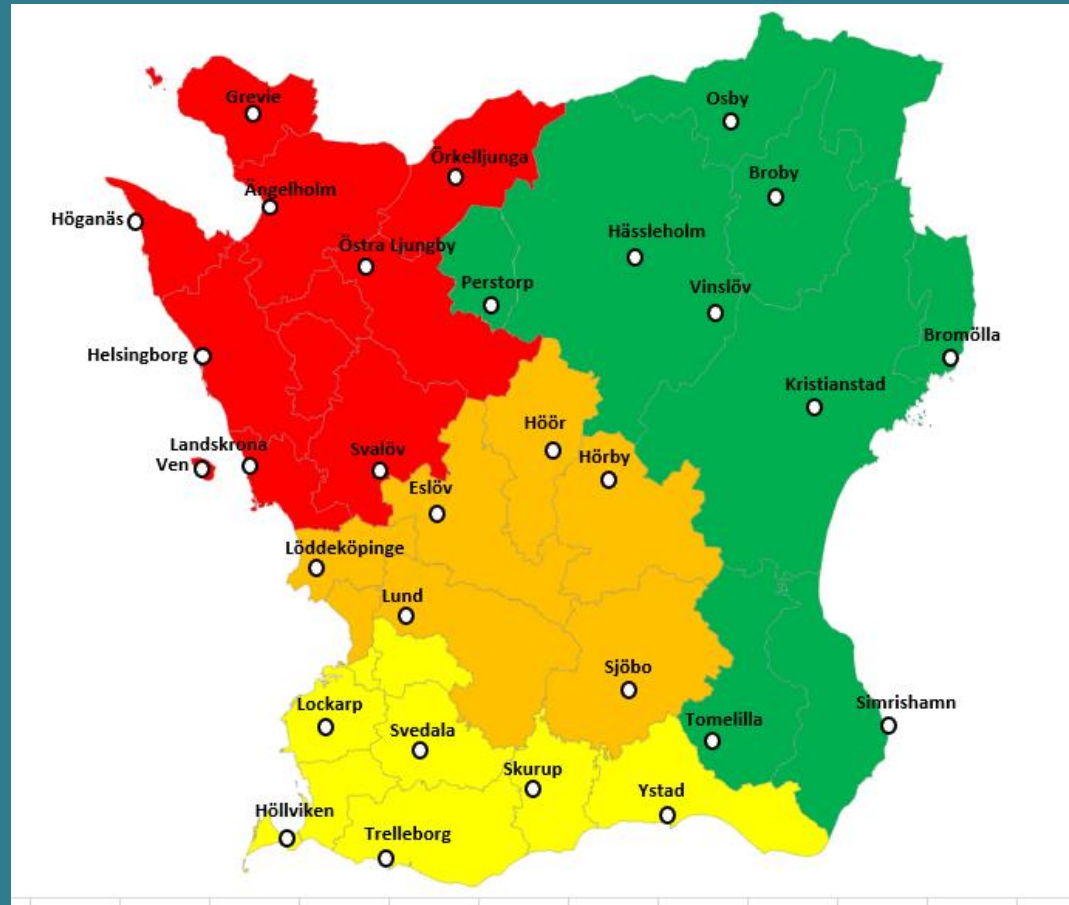 Grevie
Osby
Örkelljunga
Broby
Ängelholm
Höganäs
Hässleholm
Östra Ljungby
Perstorp
Vinslöv
Bromölla
Helsingborg
Kristianstad
Höör
Landskrona
Svalöv
Hörby
Ven
Eslöv
Löddeköpinge
Lund
Sjöbo
Lockarp
Simrishamn
Svedala
Tomelilla
Skurup
Ystad
Höllviken
Trelleborg